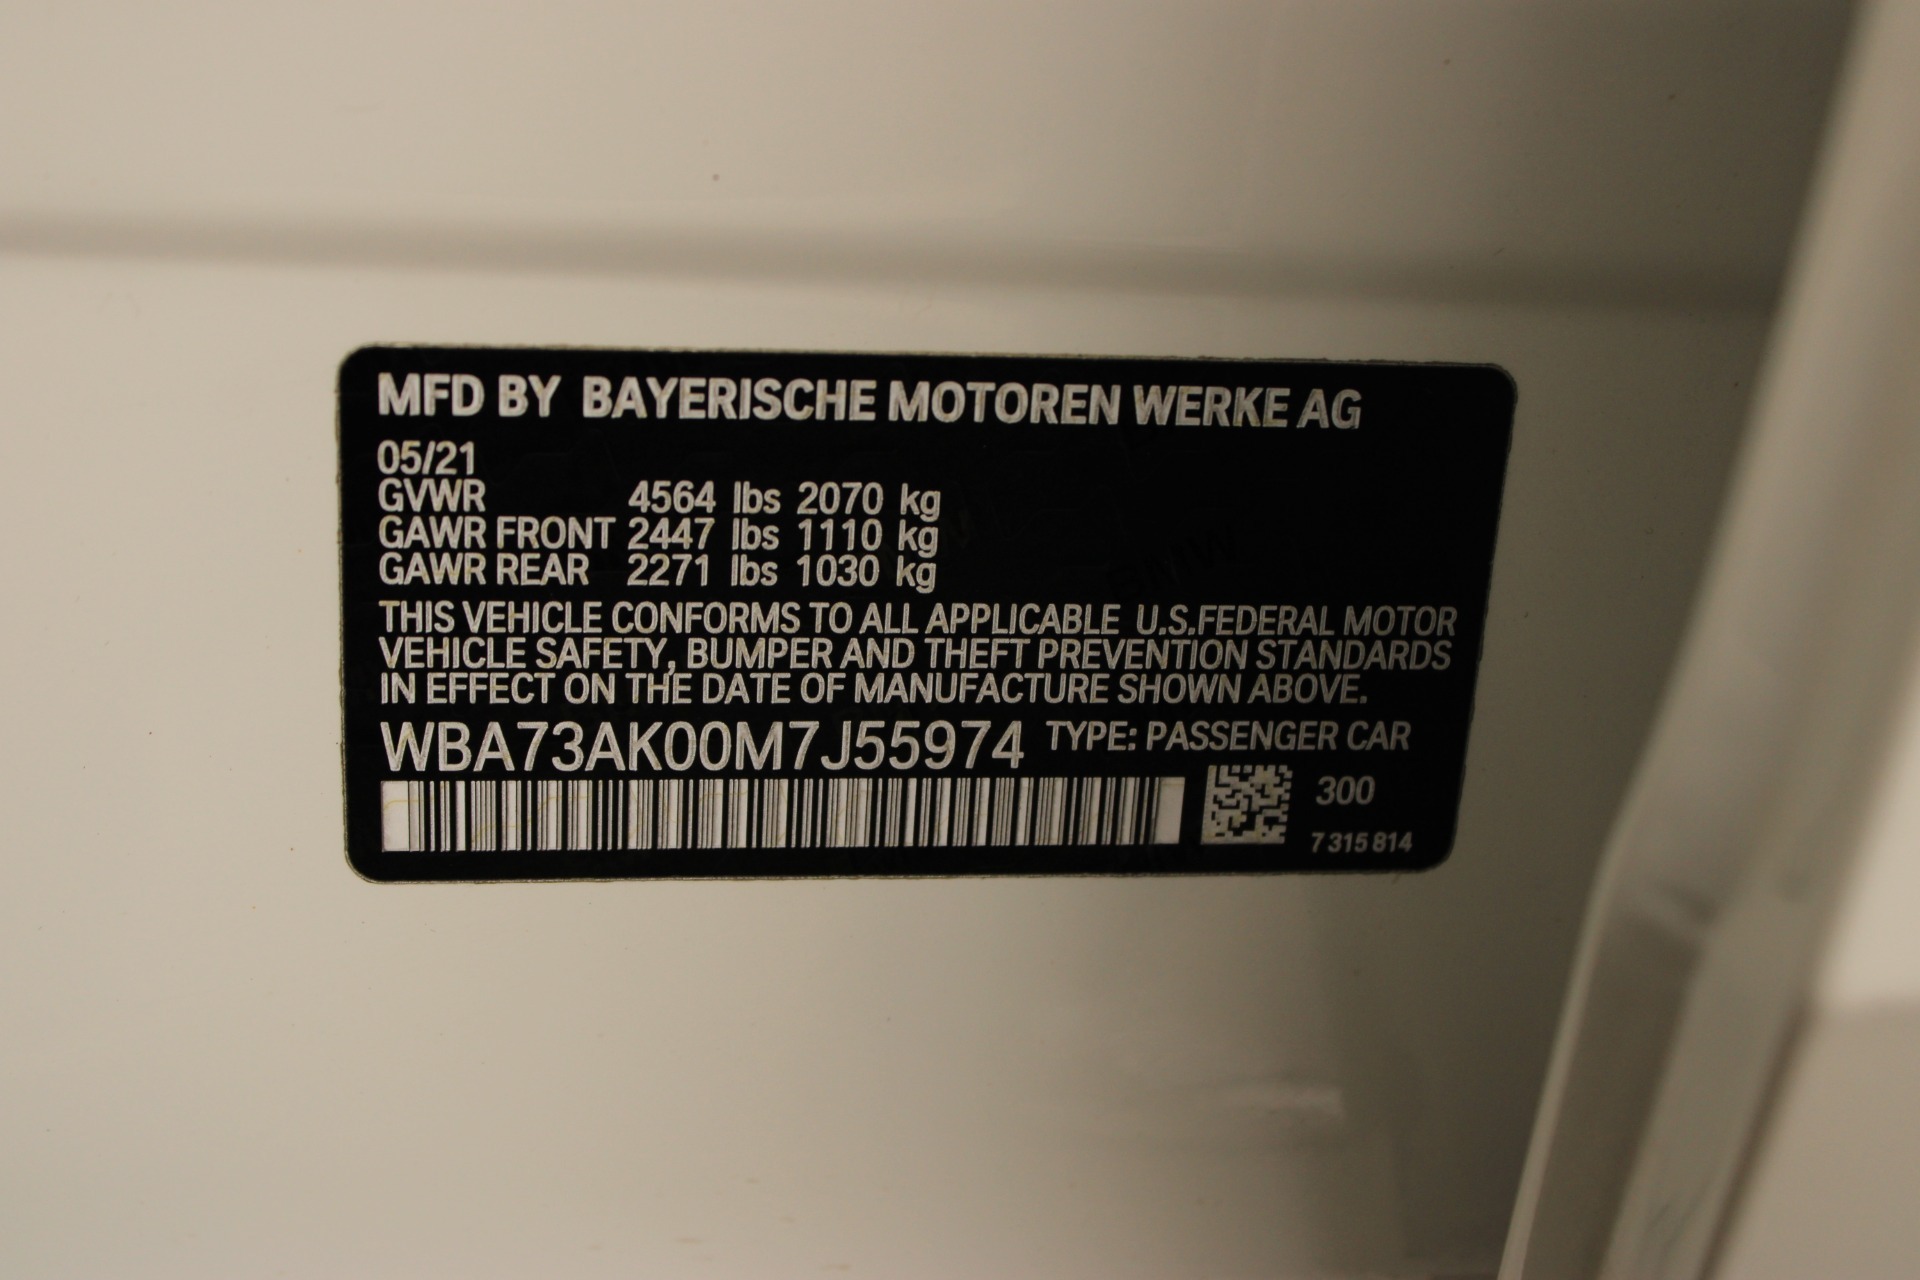 MFD BY BAYERISCHE MOTOREN WERKE AG
05/21
GVWR 4564 lbs 2070 kg
GAWR FRONT 2447 lbs 1110 kg
GAWR REAR 2271 lbs 1030 kg
THIS VEHICLE CONFORMS TO ALL APPLICABLE U.S.FEDERAL MOTOR
VEHICLE SAFETY, BUMPER AND THEFT PREVENTION STANDARDS
IN EFFECT ON THE DATE OF MANUFACTURE SHOWN ABOVE.
WBA73AK00M7J55974 TYPE: PASSENGER CAR
300
7 315 814